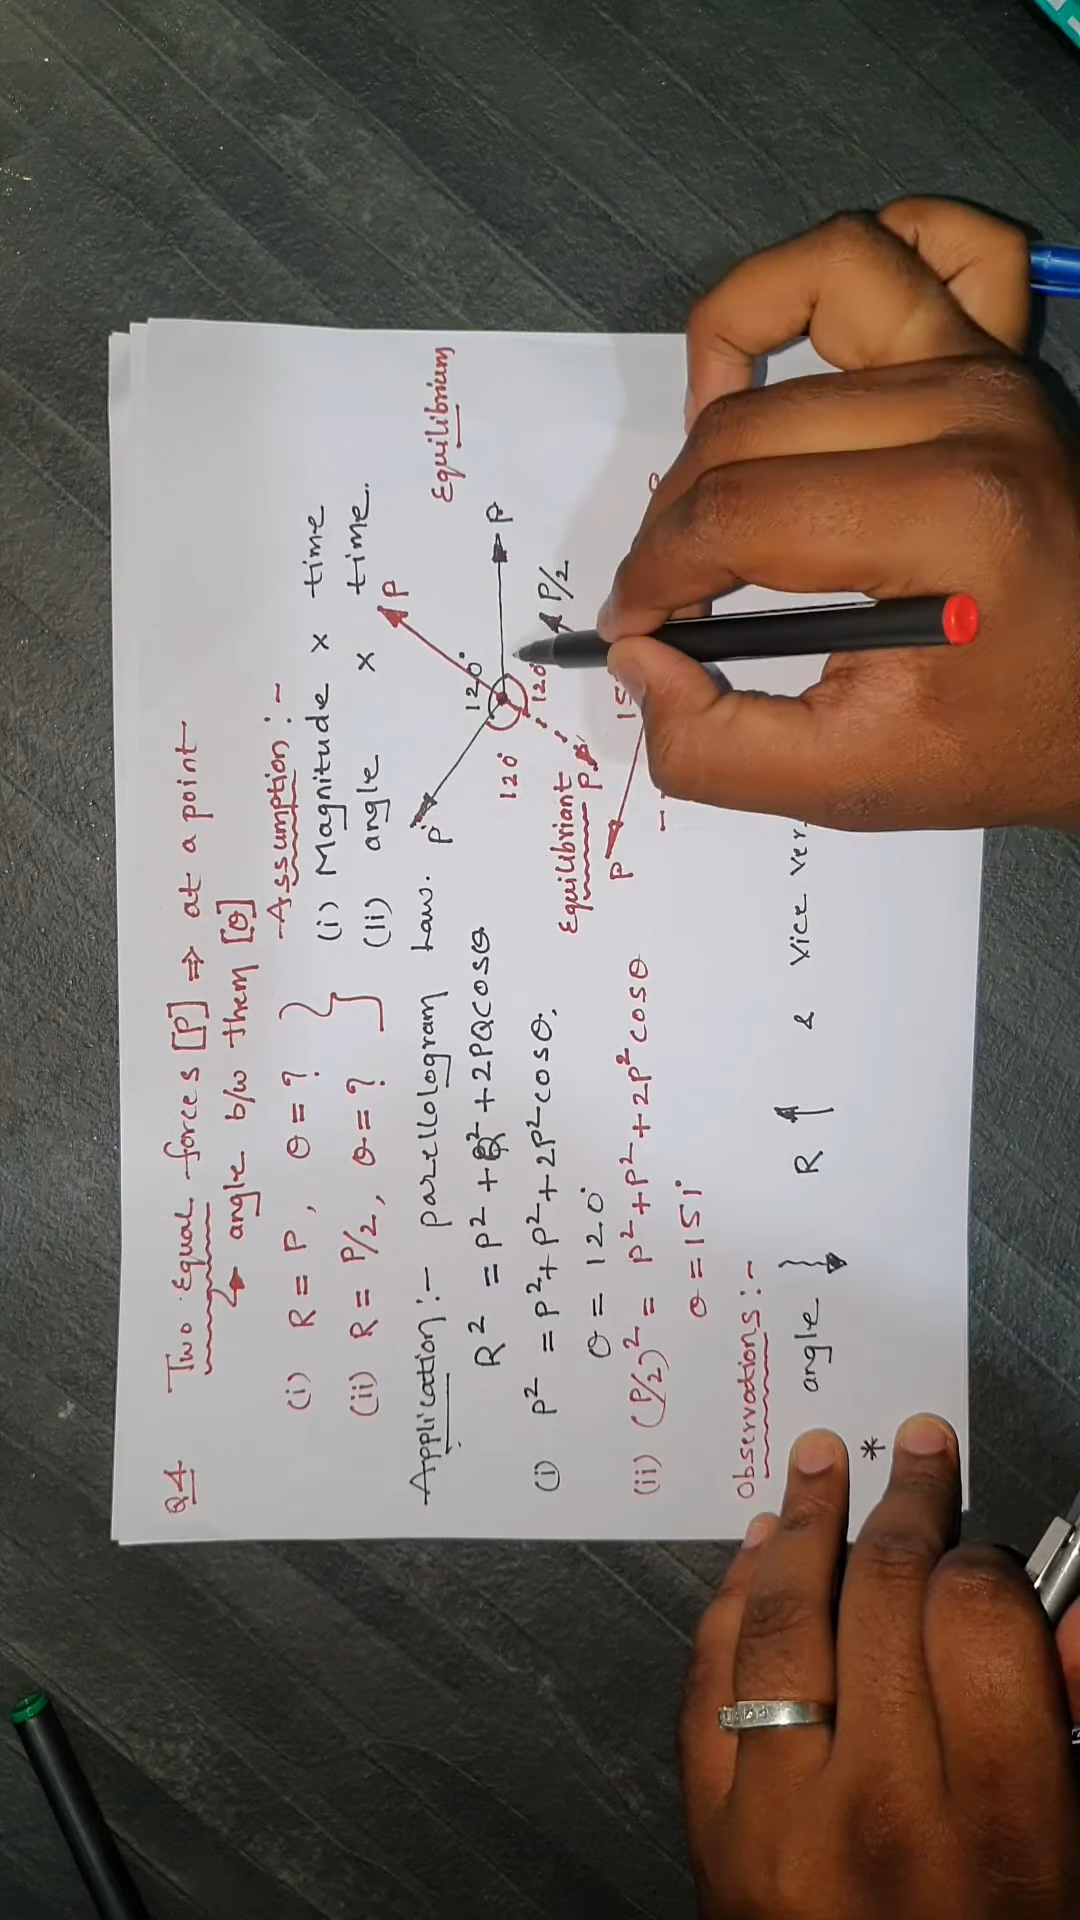 Q4 Two Equal forces [P] ⇒ at a point
angle b/w them [θ]
(i) R = P, θ = ?
(ii) R = P/2, θ = ?
Assumption :-
(i) Magnitude x time
(ii) angle x time.
Application :- parellologram Law.
R² = P² + Q² + 2PQcosθ
(i) P² = P² + P² + 2P²cosθ.
θ = 120°
(ii) (P/2)² = P² + P² + 2P²cosθ
θ = 151°
Equilibrium
P
P
P
120°
120°
120°
P
Equilibriant
P/2
P
Observations :-
* angle } R & vice